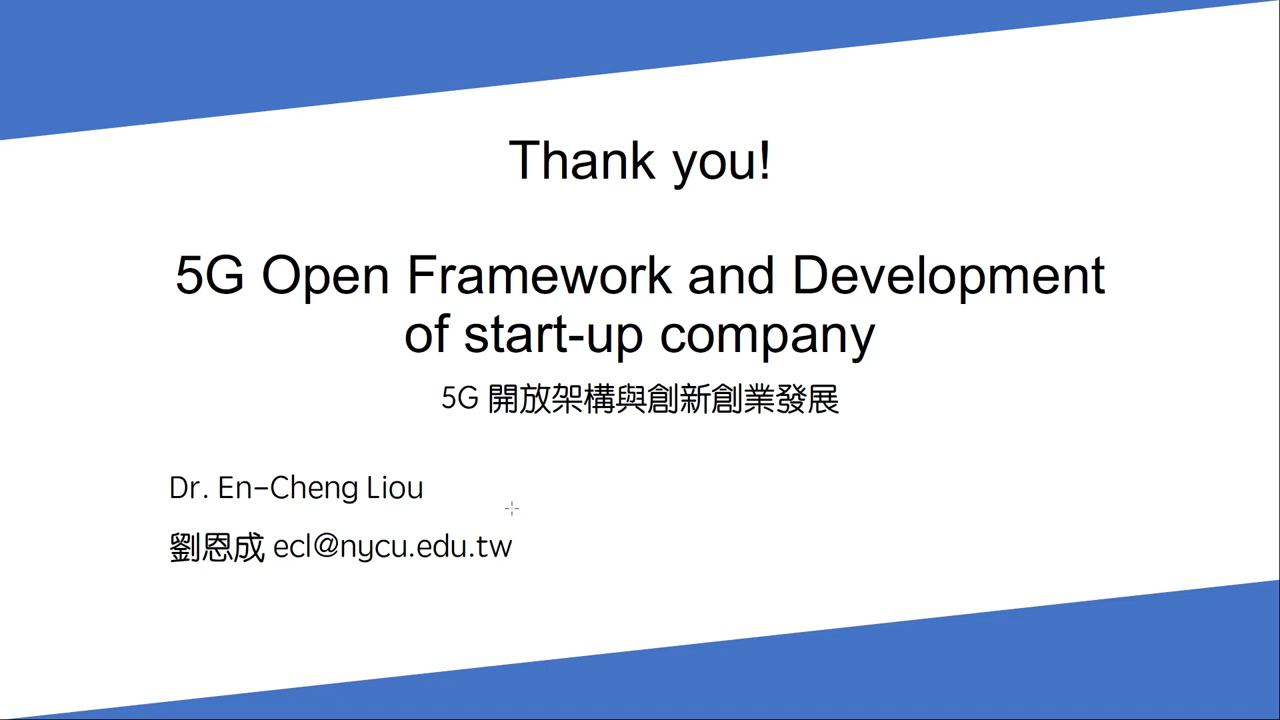 Thank you!
5G Open Framework and Development
of start-up company
5G 開放架構與創新創業發展
Dr. En-Cheng Liou
劉恩成 ecl@nycu.edu.tw